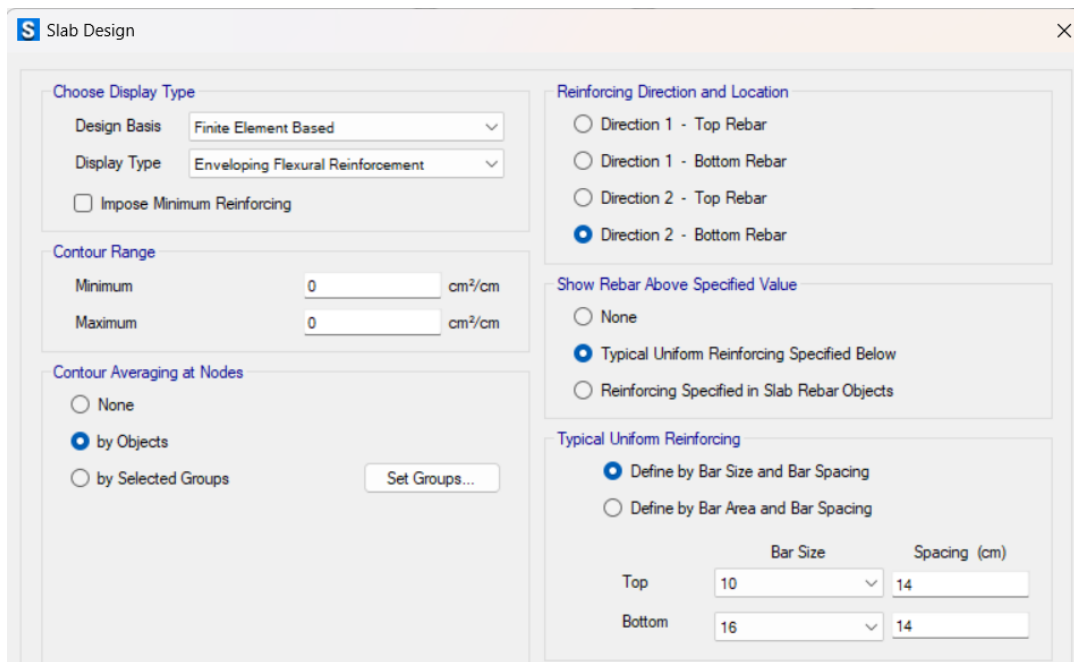 S Slab Design
Choose Display Type
Design Basis Finite Element Based
Display Type Enveloping Flexural Reinforcement
Impose Minimum Reinforcing
Contour Range
Minimum 0 cm²/cm
Maximum 0 cm²/cm
Contour Averaging at Nodes
None
by Objects
by Selected Groups Set Groups...
Reinforcing Direction and Location
Direction 1 - Top Rebar
Direction 1 - Bottom Rebar
Direction 2 - Top Rebar
Direction 2 - Bottom Rebar
Show Rebar Above Specified Value
None
Typical Uniform Reinforcing Specified Below
Reinforcing Specified in Slab Rebar Objects
Typical Uniform Reinforcing
Define by Bar Size and Bar Spacing
Define by Bar Area and Bar Spacing
Bar Size Spacing (cm)
Top 10 14
Bottom 16 14